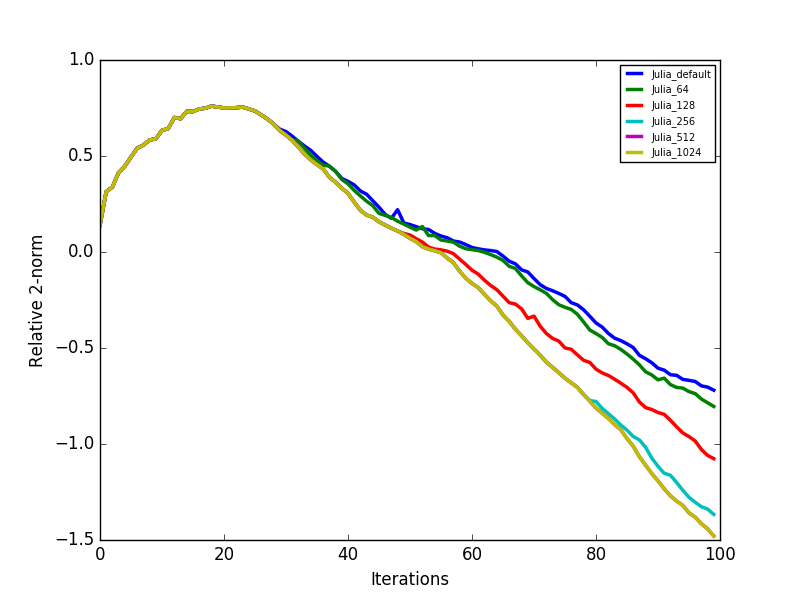 1.0
0.5
0.0
−0.5
−1.0
−1.5
0 20 40 60 80 100
Relative 2-norm
Iterations
Julia_default
Julia_64
Julia_128
Julia_256
Julia_512
Julia_1024